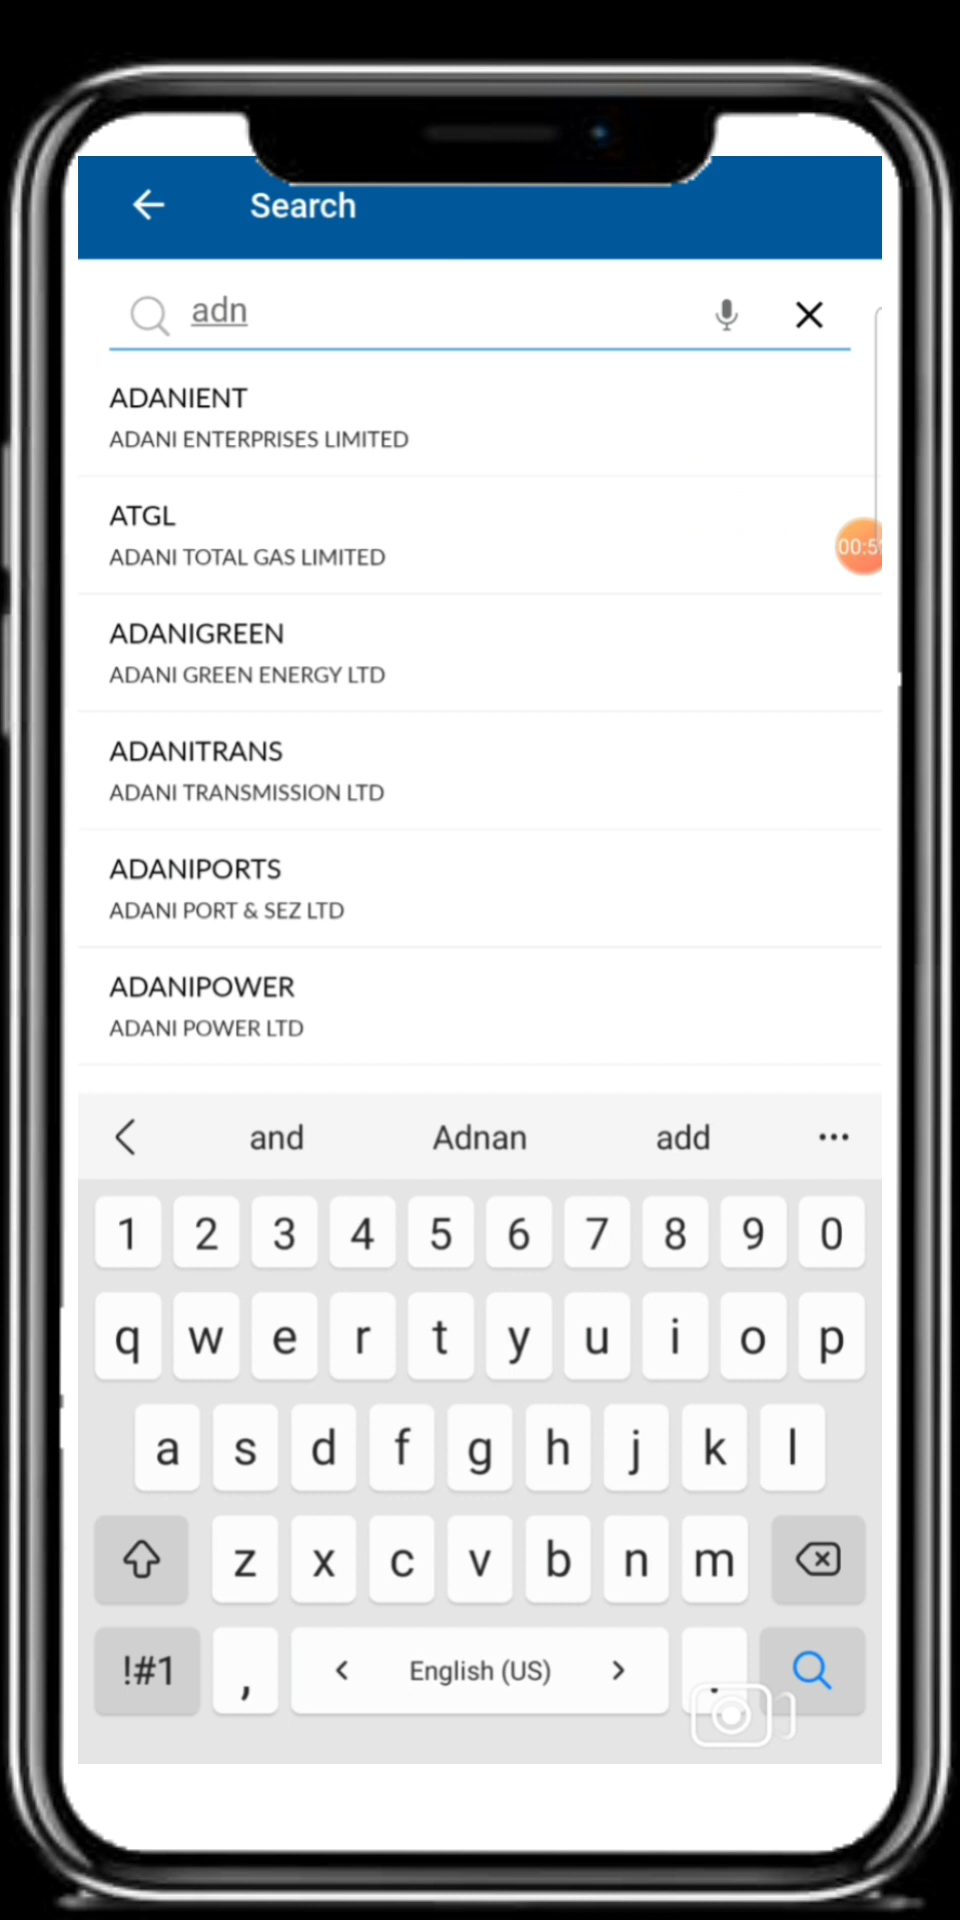 Search
adn
ADANIENT
ADANI ENTERPRISES LIMITED
ATGL
ADANI TOTAL GAS LIMITED
ADANIGREEN
ADANI GREEN ENERGY LTD
ADANITRANS
ADANI TRANSMISSION LTD
ADANIPORTS
ADANI PORT & SEZ LTD
ADANIPOWER
ADANI POWER LTD
and Adnan add
1 2 3 4 5 6 7 8 9 0
q w e r t y u i o p
a s d f g h j k l
z x c v b n m
!#1 , English (US) .